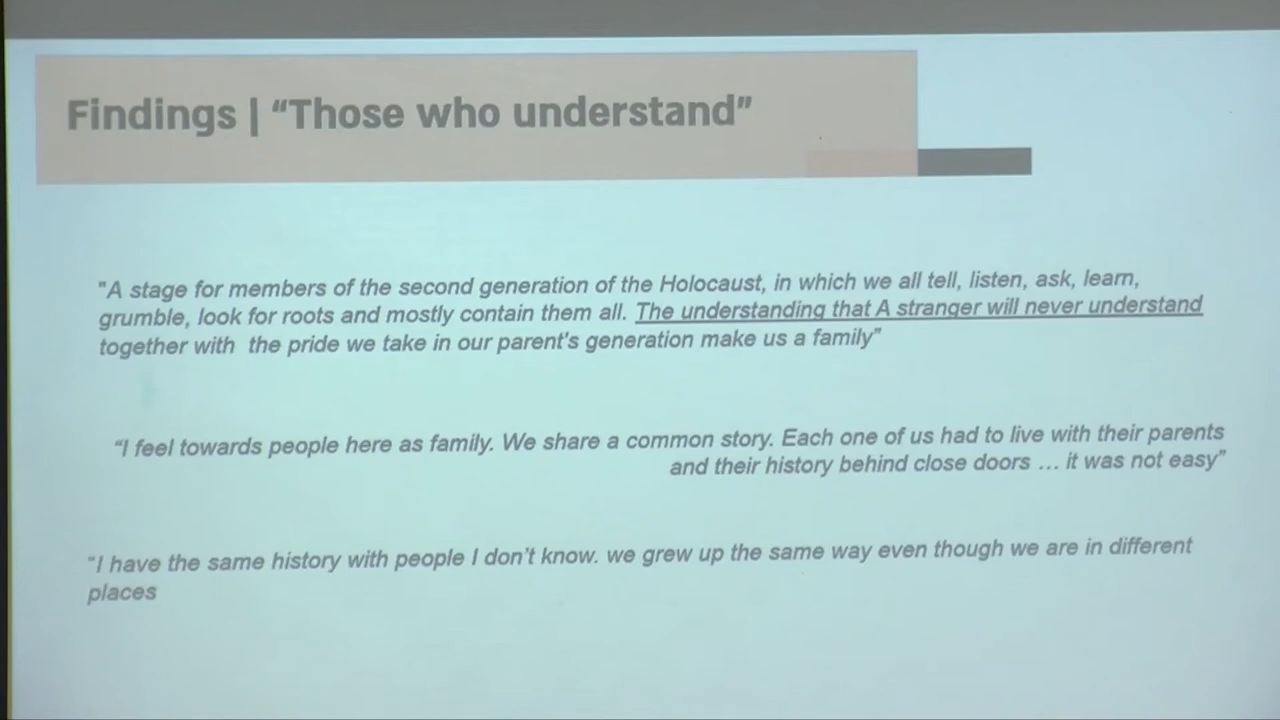 Findings | “Those who understand”
"A stage for members of the second generation of the Holocaust, in which we all tell, listen, ask, learn,
grumble, look for roots and mostly contain them all. The understanding that A stranger will never understand
together with  the pride we take in our parent's generation make us a family”
“I feel towards people here as family. We share a common story. Each one of us had to live with their parents
and their history behind close doors … it was not easy”
“I have the same history with people I don’t know. we grew up the same way even though we are in different
places